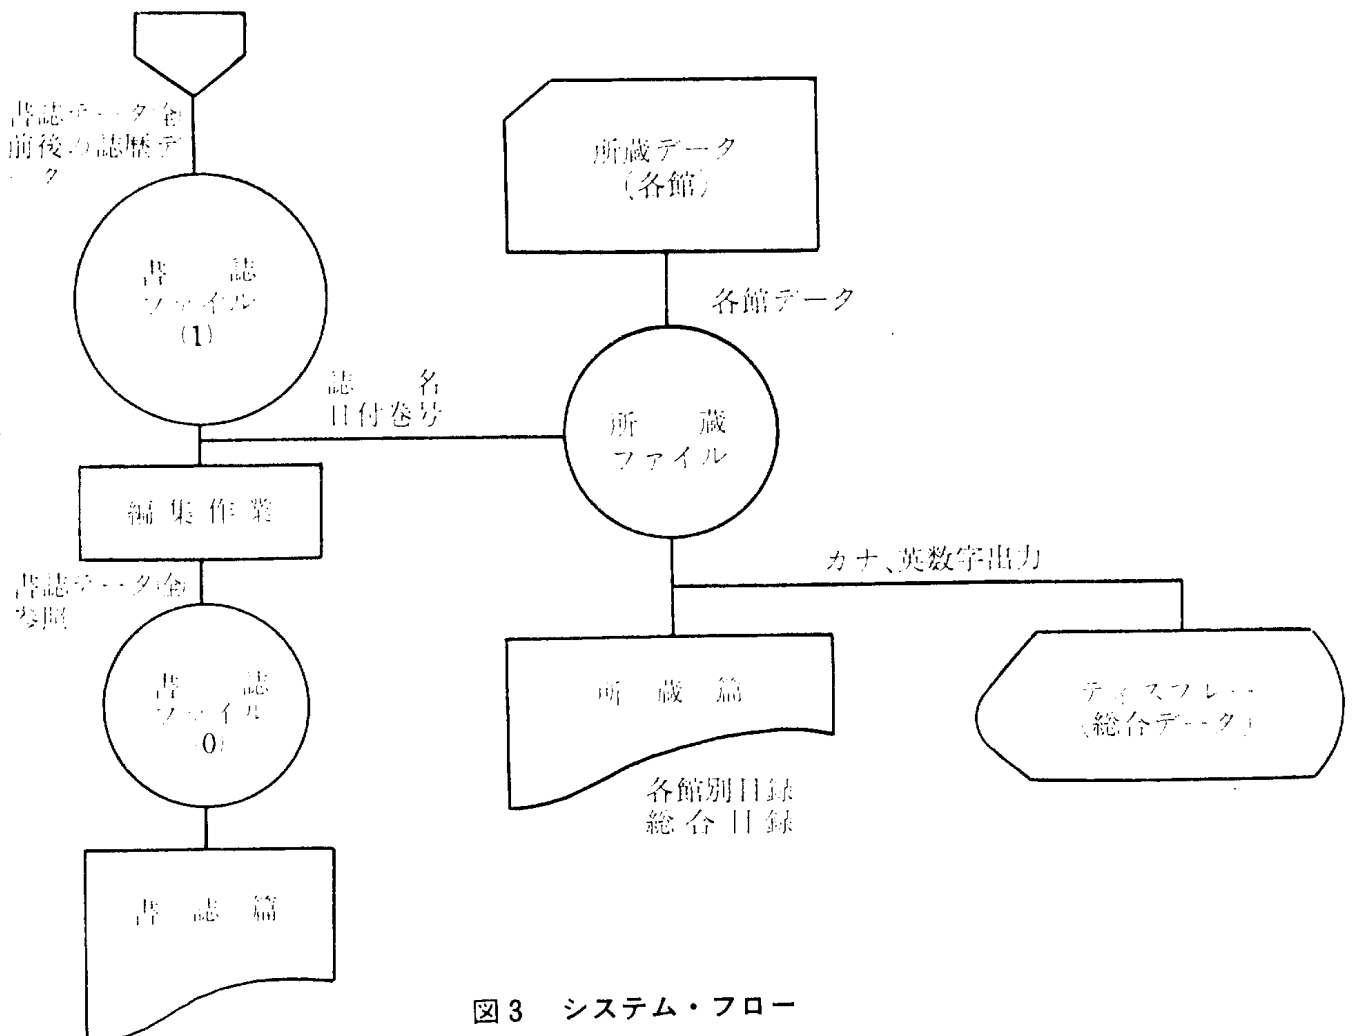 書誌データ(全)
前後の誌歴デ
ータ
書誌
ファイル
(1)
所蔵データ
(各館)
各館データ
誌名
日付巻号
所蔵
ファイル
編集作業
書誌データ(全)
参照
書誌
ファイル
(0)
カナ、英数字出力
所蔵篇
ディスプレー
(総合データ)
各館別目録
総合目録
書誌篇
図3 システム・フロー